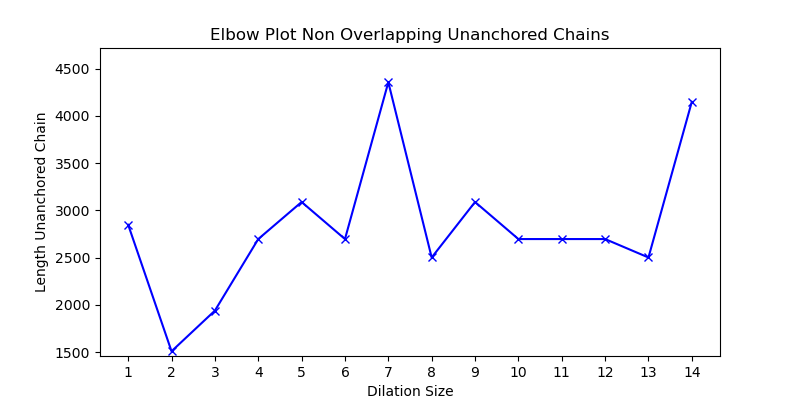 Elbow Plot Non Overlapping Unanchored Chains
Length Unanchored Chain
4500
4000
3500
3000
2500
2000
1500
1 2 3 4 5 6 7 8 9 10 11 12 13 14
Dilation Size